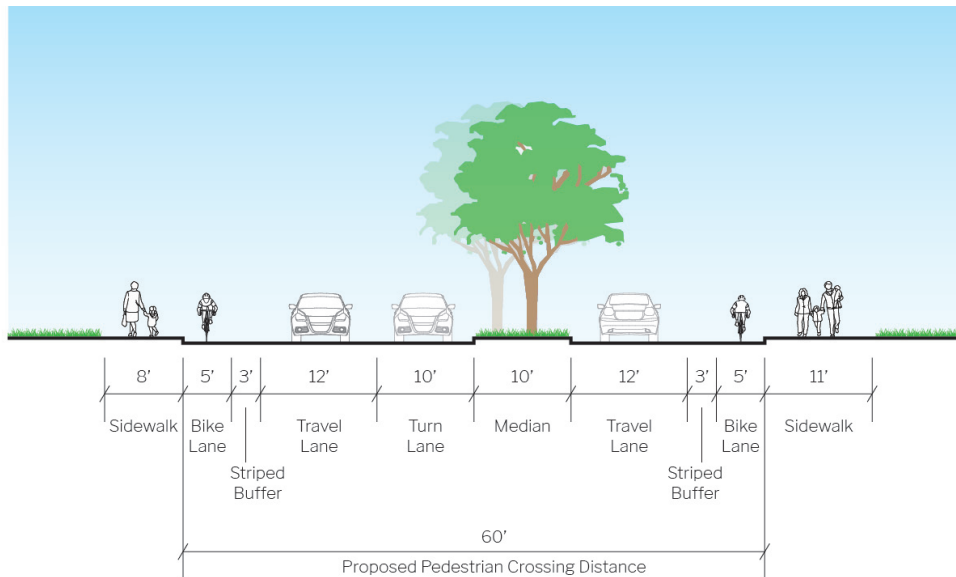 8’ 5’ 3’ 12’ 10’ 10’ 12’ 3’ 5’ 11’
Sidewalk Bike Travel Turn Median Travel Bike Sidewalk
Lane Lane Lane Lane Lane
Striped Striped
Buffer Buffer
60’
Proposed Pedestrian Crossing Distance